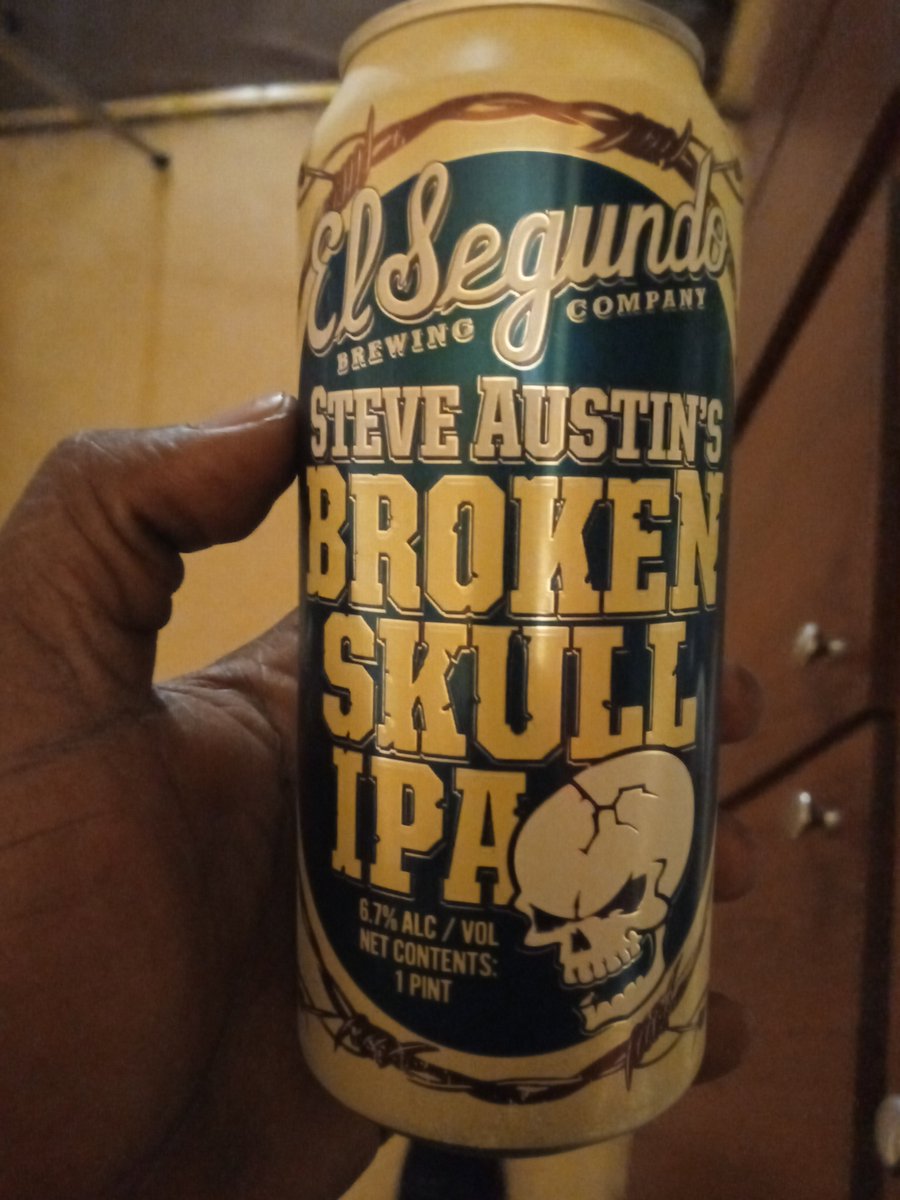 El Segundo
BREWING COMPANY
STEVE AUSTIN'S
BROKEN
SKULL
IPA
6.7% ALC / VOL
NET CONTENTS:
1 PINT